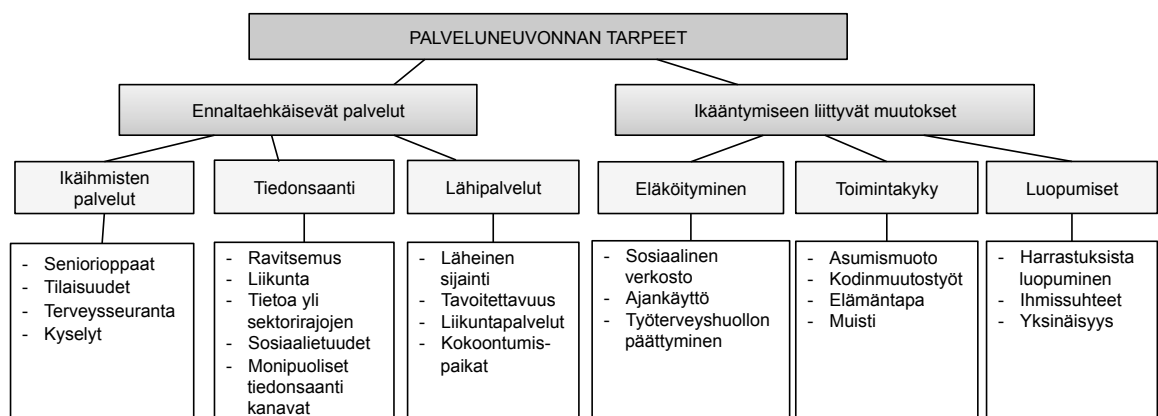 PALVELUNEUVONNAN TARPEET
Ennaltaehkäisevät palvelut
Ikääntymiseen liittyvät muutokset
Ikäihmisten
palvelut
Tiedonsaanti
Lähipalvelut
Eläköityminen
Toimintakyky
Luopumiset
- Senioroppaat
- Tilaisuudet
- Terveysseuranta
- Kyselyt
- Ravitsemus
- Liikunta
- Tietoa yli
sektorirajojen
- Sosiaalietuudet
- Monipuoliset
tiedonsaanti
kanavat
- Läheinen
sijainti
- Tavoitettavuus
- Liikuntapalvelut
- Kokoontumis-
paikat
- Sosiaalinen
verkosto
- Ajankäyttö
- Työterveyshuollon
päättyminen
- Asumismuoto
- Kodinmuutostyöt
- Elämäntapa
- Muisti
- Harrastuksista
luopuminen
- Ihmissuhteet
- Yksinäisyys